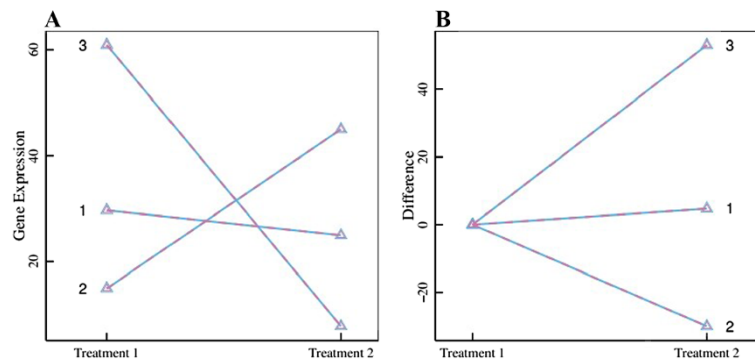 A
Gene Expression
60
40
20
3
1
2
Treatment 1
Treatment 2
B
Difference
40
20
0
−20
3
1
2
Treatment 1
Treatment 2